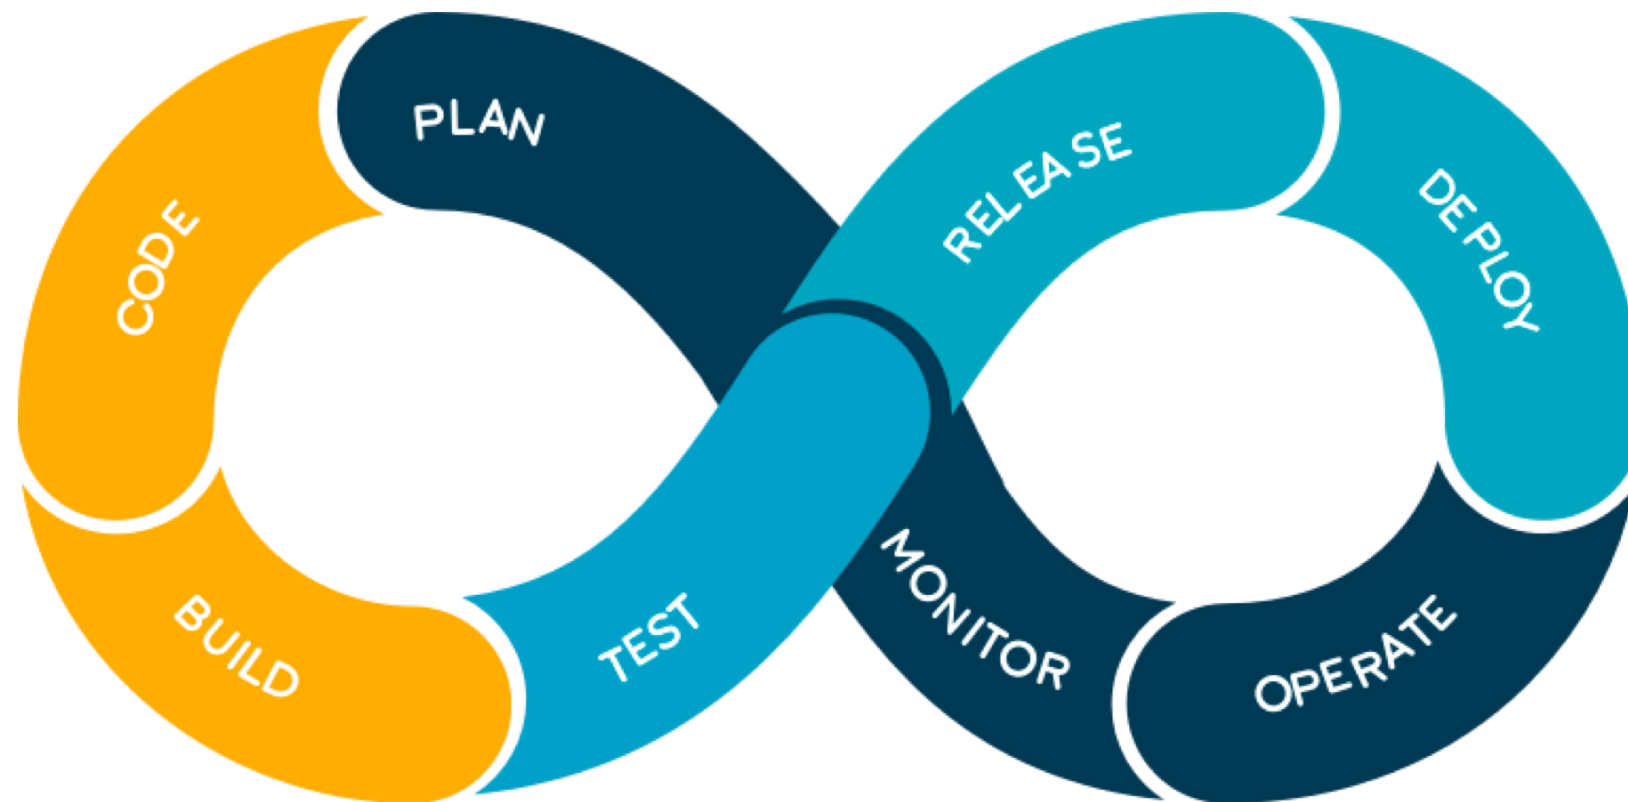 PLAN
CODE
BUILD
TEST
RELEASE
DEPLOY
OPERATE
MONITOR